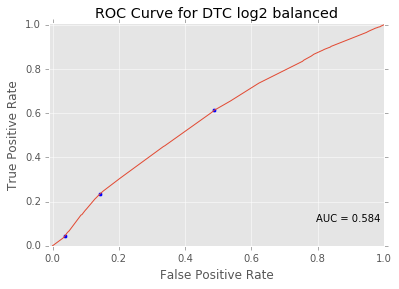 ROC Curve for DTC log2 balanced
1.0
0.8
0.6
0.4
0.2
0.0
True Positive Rate
AUC = 0.584
0.0 0.2 0.4 0.6 0.8 1.0
False Positive Rate